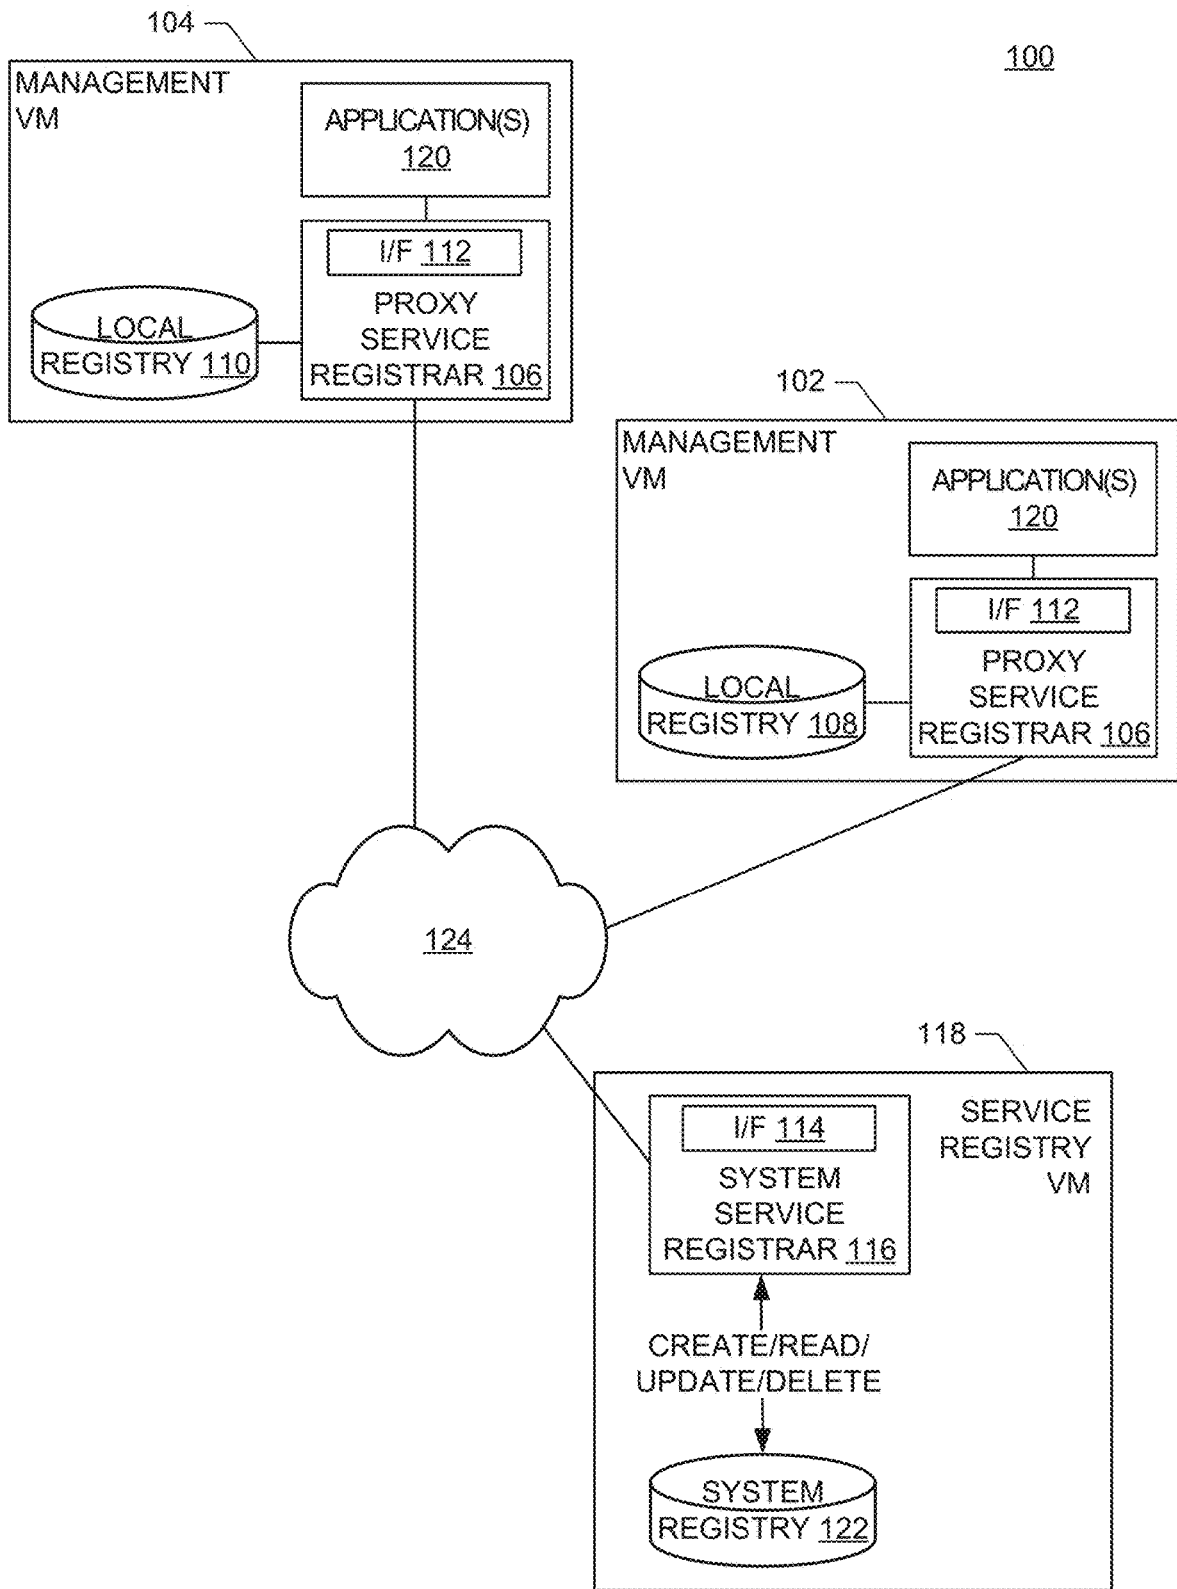 104
100
MANAGEMENT
VM
APPLICATION(S)
120
I/F 112
PROXY
SERVICE
REGISTRAR 106
LOCAL
REGISTRY 110
102
MANAGEMENT
VM
APPLICATION(S)
120
I/F 112
PROXY
SERVICE
REGISTRAR 106
LOCAL
REGISTRY 108
124
118
SERVICE
REGISTRY
VM
I/F 114
SYSTEM
SERVICE
REGISTRAR 116
CREATE/READ/
UPDATE/DELETE
SYSTEM
REGISTRY 122